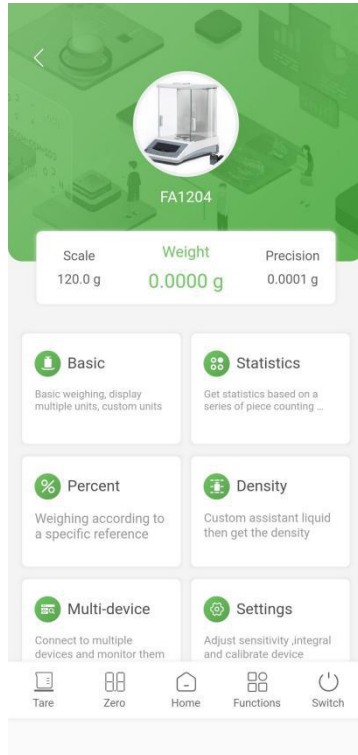 FA1204
Scale
Weight
Precision
120.0 g
0.0000 g
0.0001 g
Basic
Basic weighing, display
multiple units, custom units
Statistics
Get statistics based on a
series of piece counting ...
Percent
Weighing according to
a specific reference
Density
Custom assistant liquid
then get the density
Multi-device
Connect to multiple
devices and monitor them
Settings
Adjust sensitivity ,integral
and calibrate device
Tare
Zero
Home
Functions
Switch